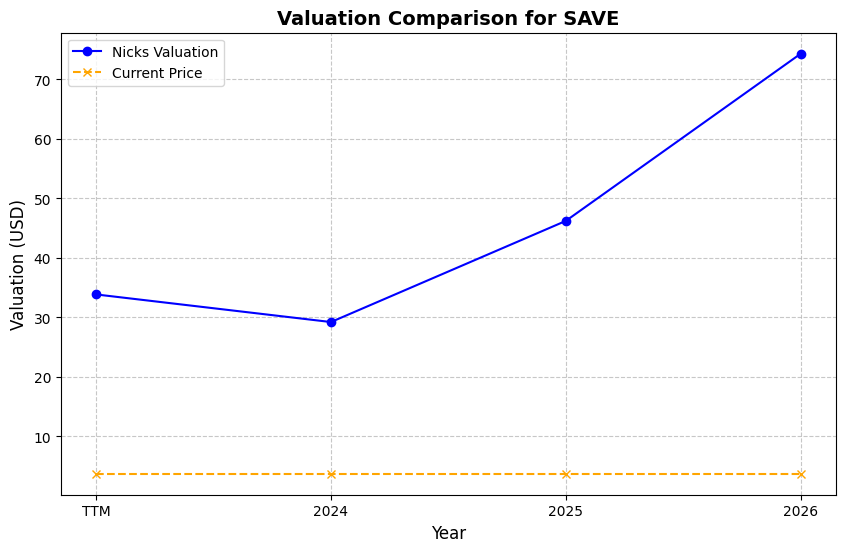 Valuation Comparison for SAVE
Nicks Valuation
Current Price
Valuation (USD)
70
60
50
40
30
20
10
TTM 2024 2025 2026
Year